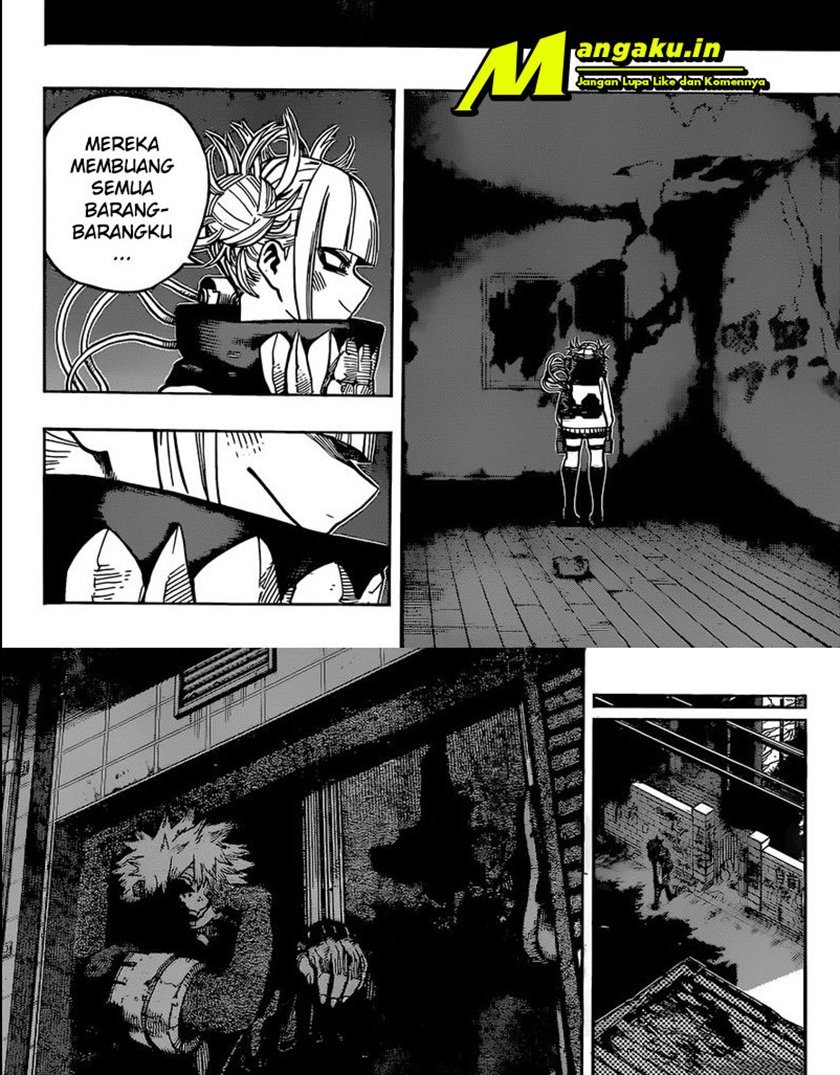 Mangaku.in
Jangan Lupa Like dan Komennya
MEREKA
MEMBUANG
SEMUA
BARANG-
BARANGKU
...